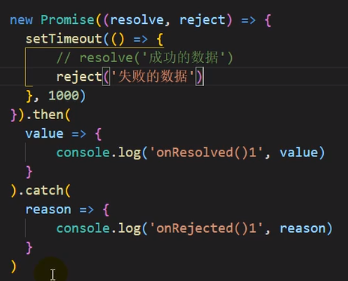 new Promise((resolve, reject) => {
  setTimeout(() => {
      // resolve('成功的数据')
      reject('失败的数据')
  }, 1000)
}).then(
  value => {
      console.log('onResolved()1', value)
  }
).catch(
  reason => {
      console.log('onRejected()1', reason)
  }
)